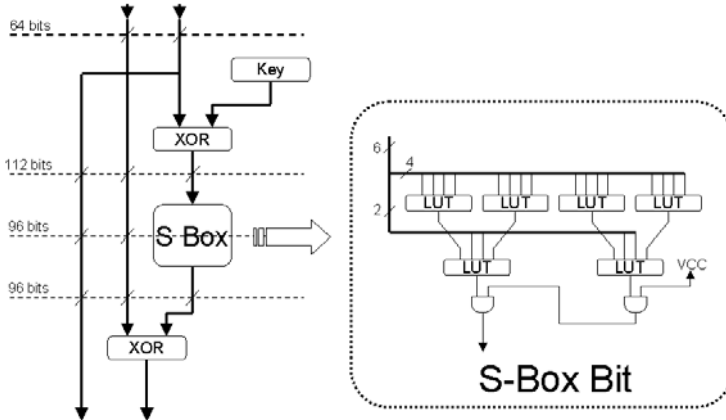 64 bits
Key
XOR
112 bits
S Box
96 bits
96 bits
XOR
6
4
2
LUT LUT LUT LUT
LUT LUT
VCC
S-Box Bit